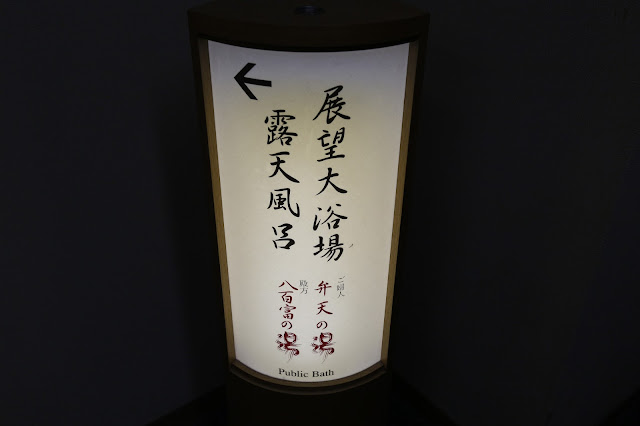 展望大浴場
露天風呂
ご婦人
弁天の湯
殿方
八百富の湯
Public Bath